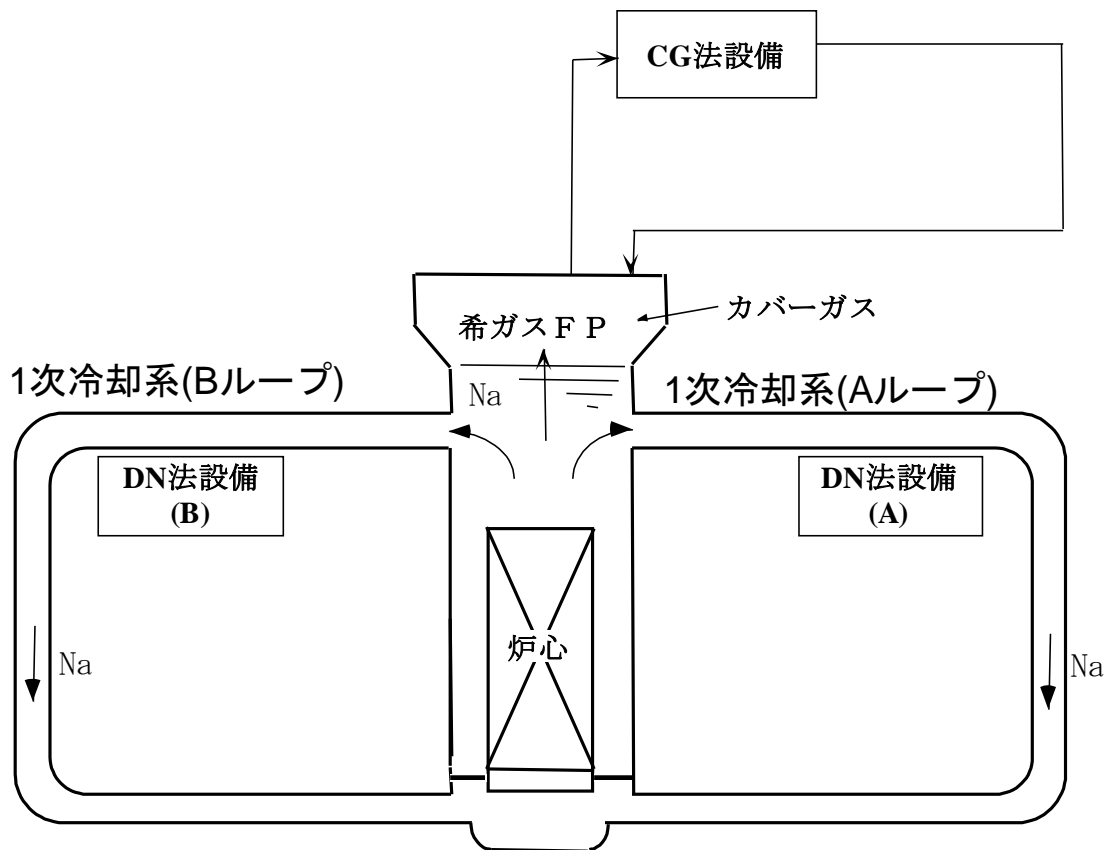 CG法設備
カバーガス
希ガスＦＰ
1次冷却系(Bループ)
Na
1次冷却系(Aループ)
DN法設備
(B)
DN法設備
(A)
炉心
Na
Na